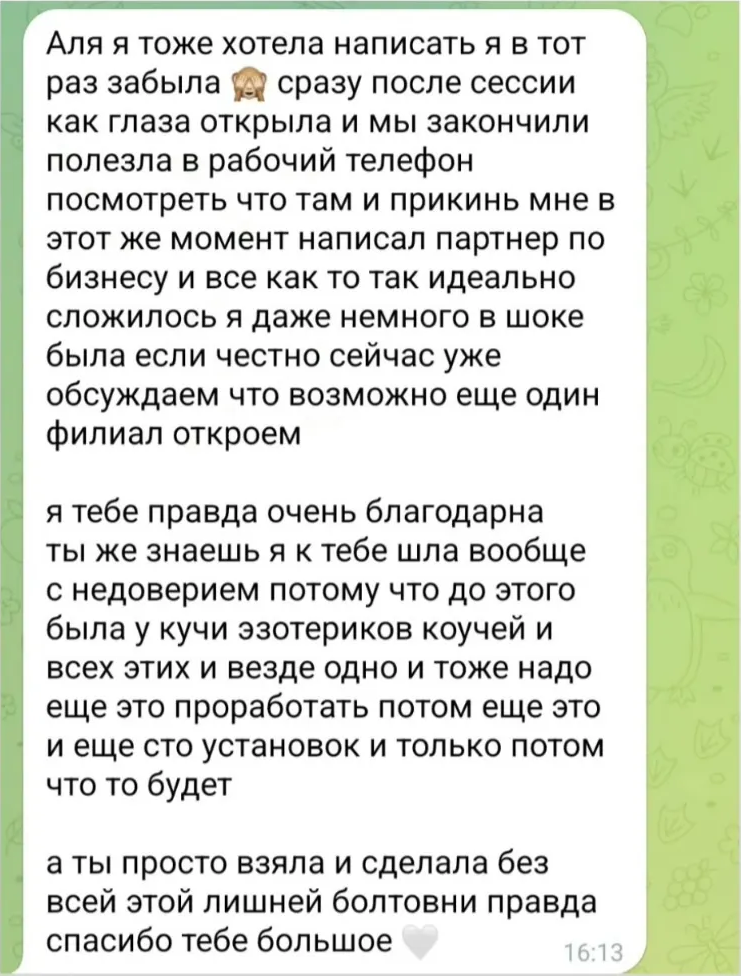 Аля я тоже хотела написать я в тот
раз забыла 🙈 сразу после сессии
как глаза открыла и мы закончили
полезла в рабочий телефон
посмотреть что там и прикинь мне в
этот же момент написал партнер по
бизнесу и все как то так идеально
сложилось я даже немного в шоке
была если честно сейчас уже
обсуждаем что возможно еще один
филиал откроем

я тебе правда очень благодарна
ты же знаешь я к тебе шла вообще
с недоверием потому что до этого
была у кучи эзотериков коучей и
всех этих и везде одно и тоже надо
еще это проработать потом еще это
и еще сто установок и только потом
что то будет

а ты просто взяла и сделала без
всей этой лишней болтовни правда
спасибо тебе большое 🤍
16:13